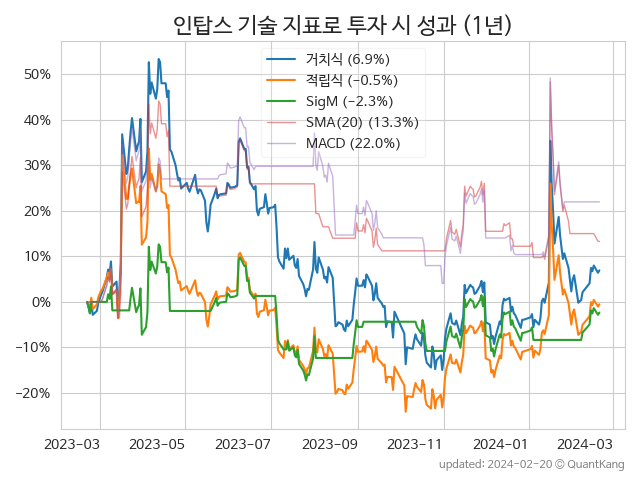 인탑스 기술 지표로 투자 시 성과 (1년)
거치식 (6.9%)
적립식 (−0.5%)
SigM (−2.3%)
SMA(20) (13.3%)
MACD (22.0%)
50%
40%
30%
20%
10%
0%
−10%
−20%
2023−03 2023−05 2023−07 2023−09 2023−11 2024−01 2024−03
updated: 2024−02−20 ⓒ QuantKang